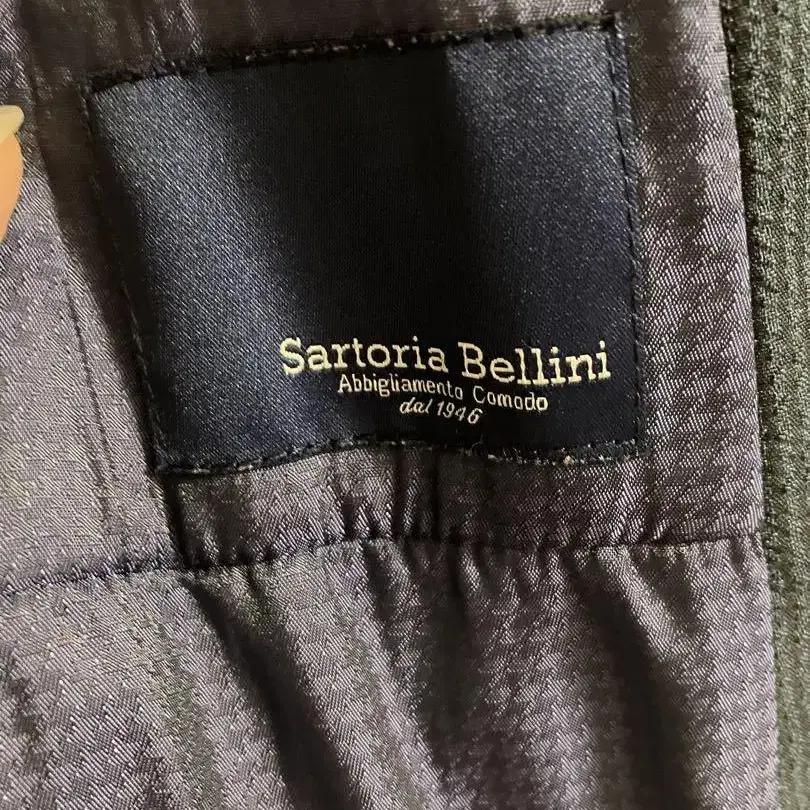 Sartoria Bellini
Abbigliamento Comodo
dal 1946